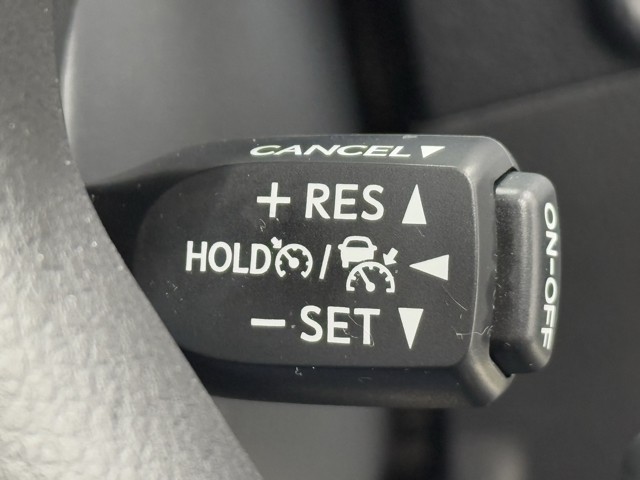 CANCEL ▼
+ RES ▲
HOLD / ◀
− SET ▼
ON-OFF